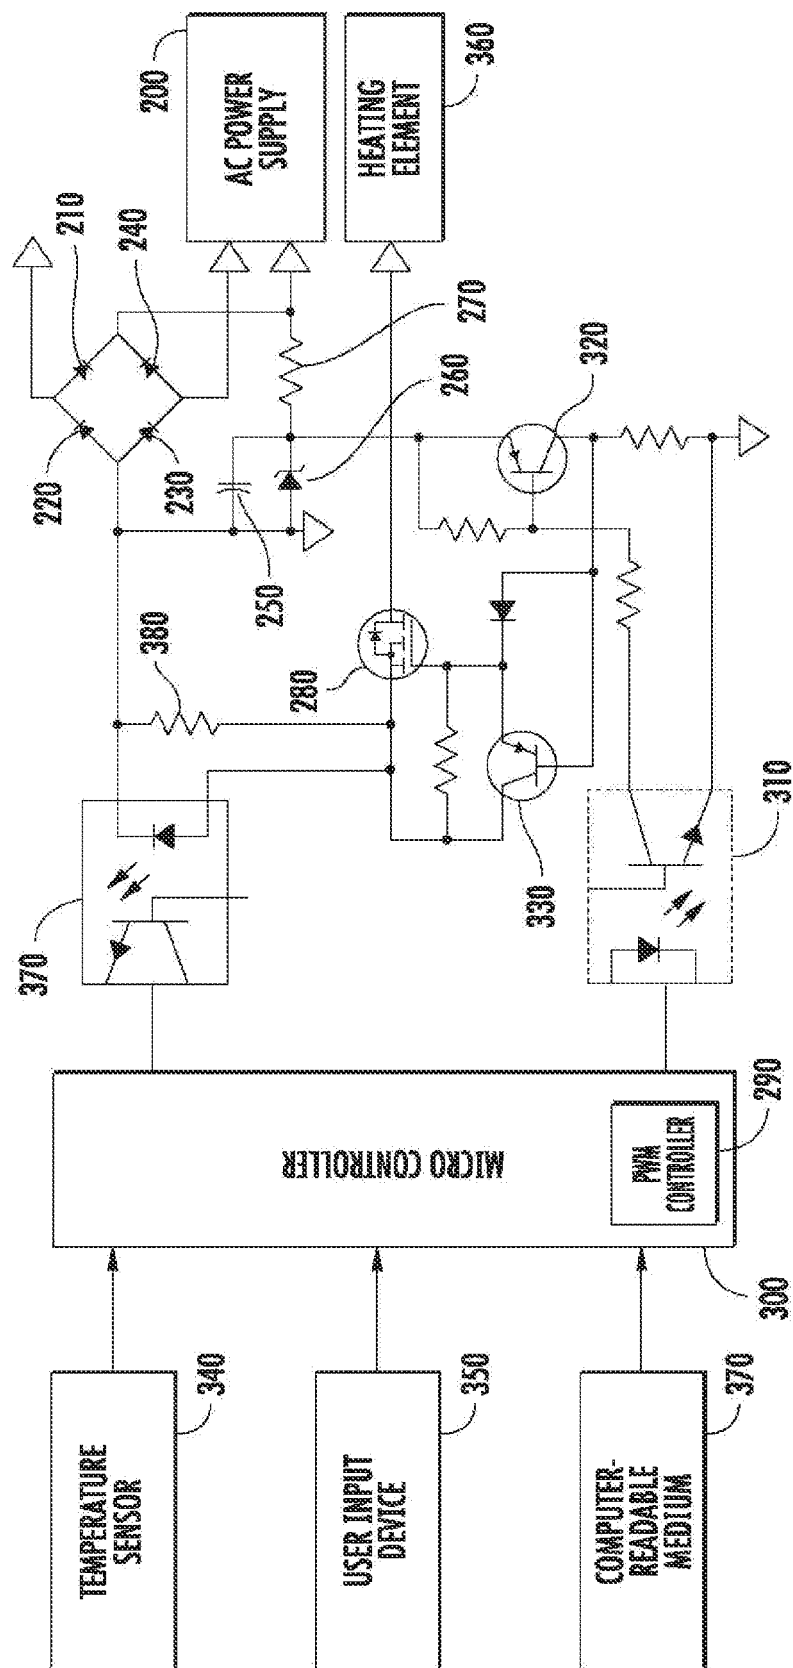 200
AC POWER
SUPPLY
HEATING
ELEMENT
360
210
240
220
230
270
260
250
320
380
280
330
310
370
MICRO CONTROLLER
PWM
CONTROLLER
290
300
TEMPERATURE
SENSOR
340
USER INPUT
DEVICE
350
COMPUTER-
READABLE
MEDIUM
370